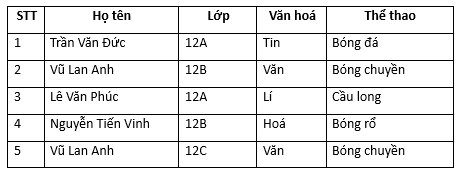 STT Họ tên Lớp Văn hoá Thể thao
1 Trần Văn Đức 12A Tin Bóng đá
2 Vũ Lan Anh 12B Văn Bóng chuyền
3 Lê Văn Phúc 12A Lí Cầu long
4 Nguyễn Tiến Vinh 12B Hoá Bóng rổ
5 Vũ Lan Anh 12C Văn Bóng chuyền